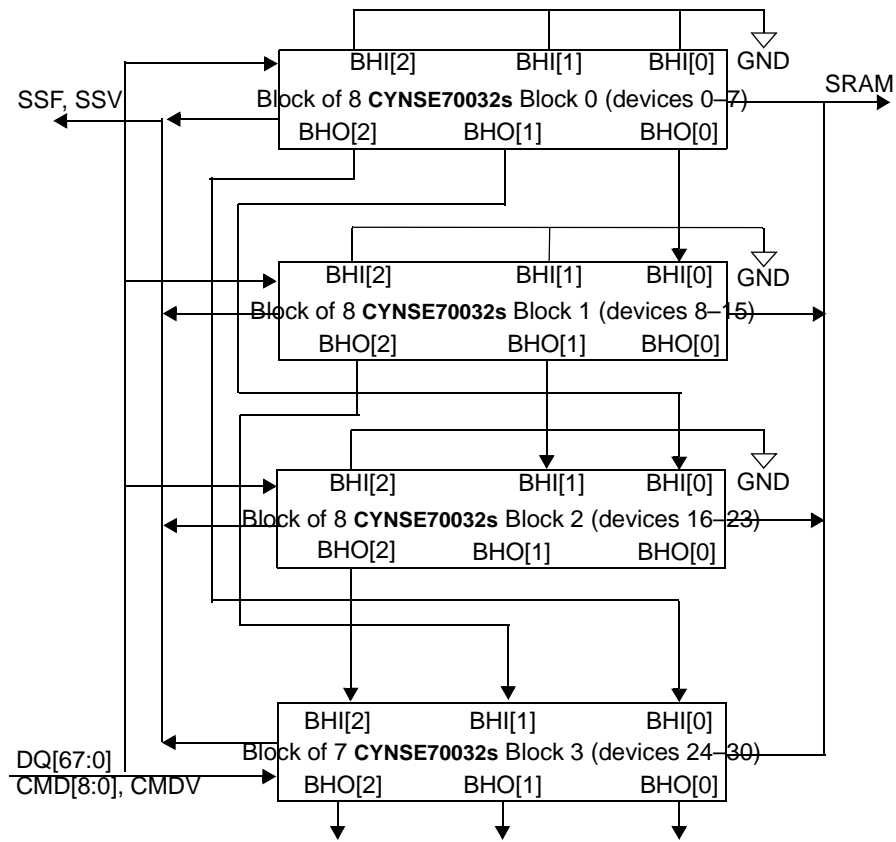 BHI[2] BHI[1] BHI[0] GND
SSF, SSV
SRAM
Block of 8 CYNSE70032s Block 0 (devices 0–7)
BHO[2] BHO[1] BHO[0]
BHI[2] BHI[1] BHI[0] GND
Block of 8 CYNSE70032s Block 1 (devices 8–15)
BHO[2] BHO[1] BHO[0]
BHI[2] BHI[1] BHI[0] GND
Block of 8 CYNSE70032s Block 2 (devices 16–23)
BHO[2] BHO[1] BHO[0]
BHI[2] BHI[1] BHI[0]
Block of 7 CYNSE70032s Block 3 (devices 24–30)
BHO[2] BHO[1] BHO[0]
DQ[67:0]
CMD[8:0], CMDV